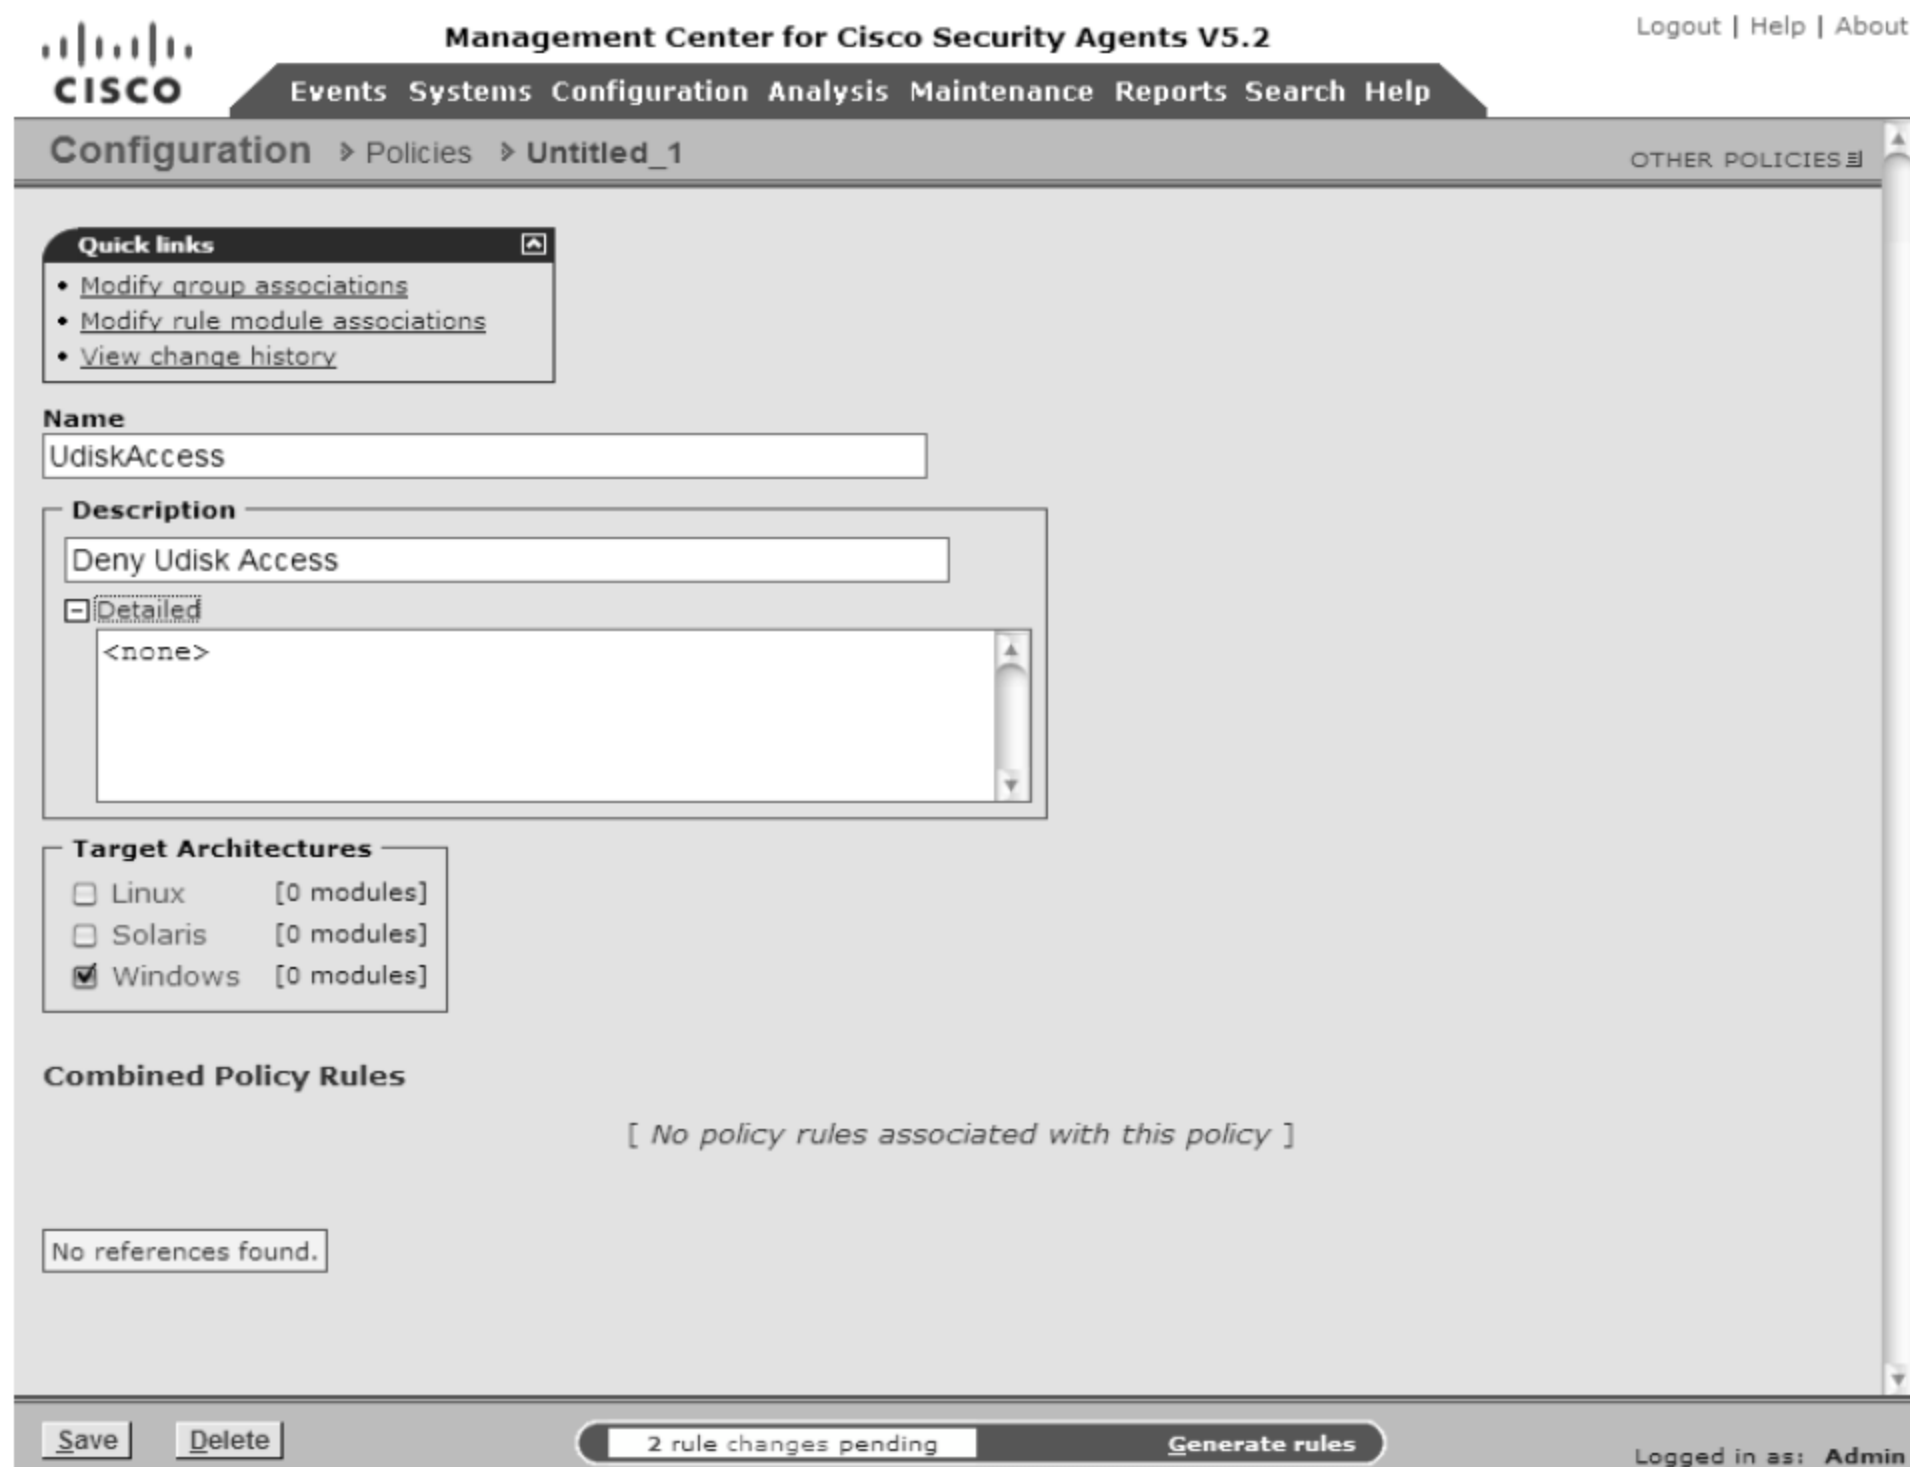 Logout | Help | About
Management Center for Cisco Security Agents V5.2
CISCO
Events Systems Configuration Analysis Maintenance Reports Search Help
Configuration > Policies > Untitled_1
OTHER POLICIES
Quick links
• Modify group associations
• Modify rule module associations
• View change history
Name
UdiskAccess
Description
Deny Udisk Access
Detailed
<none>
Target Architectures
Linux [0 modules]
Solaris [0 modules]
Windows [0 modules]
Combined Policy Rules
[ No policy rules associated with this policy ]
No references found.
Save Delete 2 rule changes pending Generate rules
Logged in as: Admin